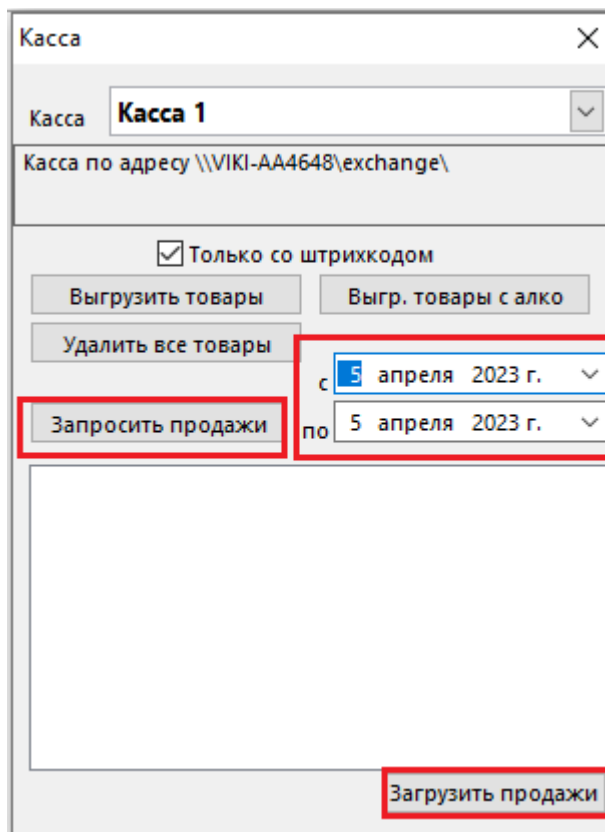 Касса
Касса Касса 1
Касса по адресу \\VIKI-AA4648\exchange\
Только со штрихкодом
Выгрузить товары Выгр. товары с алко
Удалить все товары
с 5 апреля 2023 г.
Запросить продажи
по 5 апреля 2023 г.
Загрузить продажи